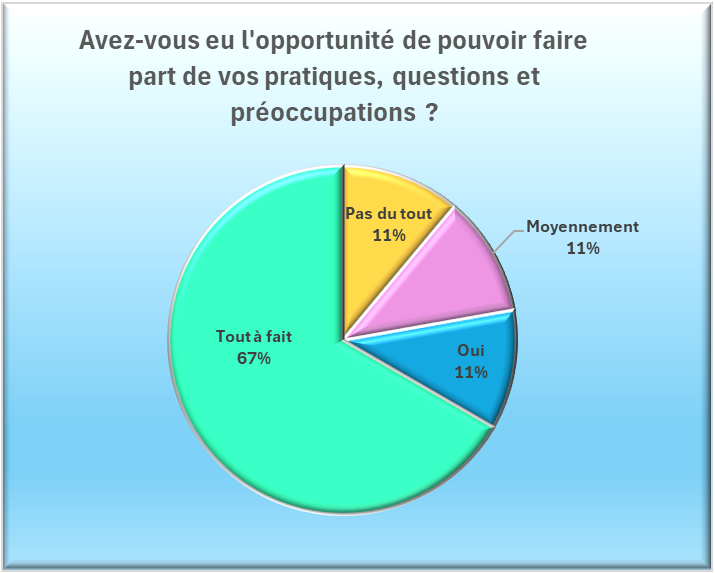 Avez-vous eu l'opportunité de pouvoir faire
part de vos pratiques, questions et
préoccupations ?
Pas du tout
11%
Moyennement
11%
Oui
11%
Tout à fait
67%